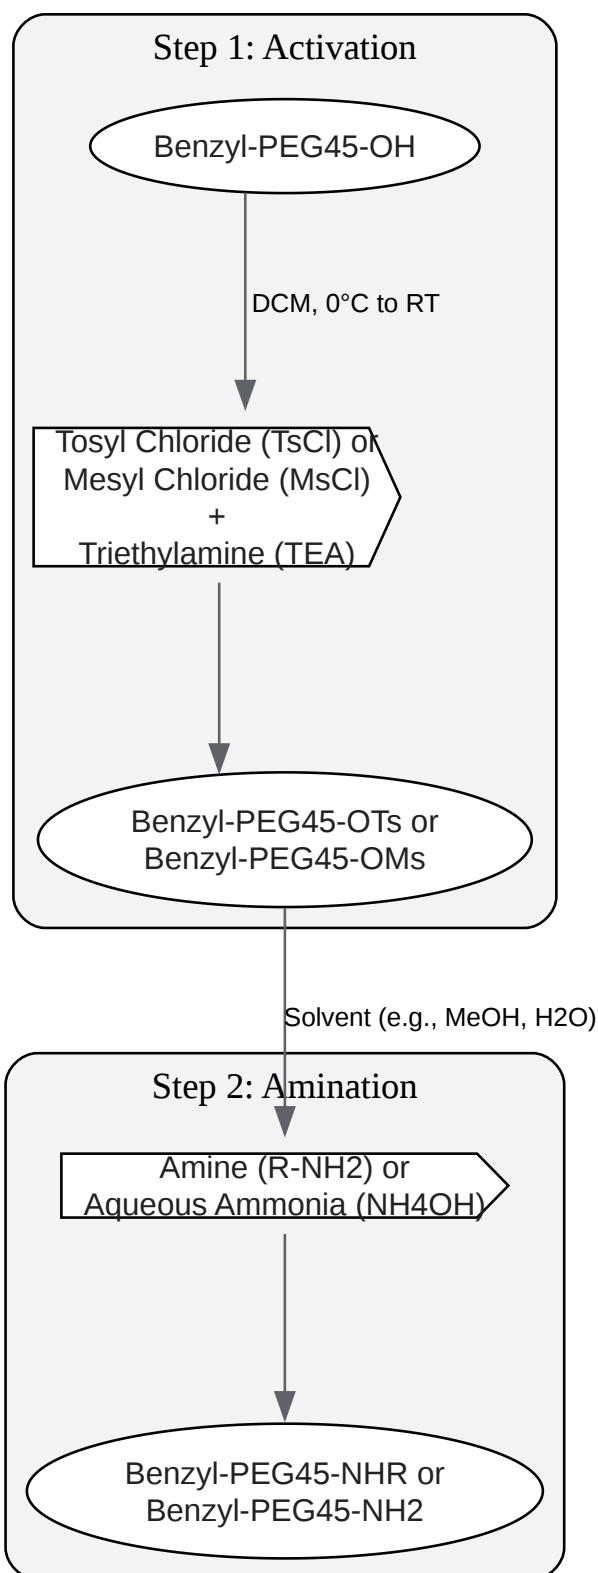 Step 1: Activation
Benzyl-PEG45-OH
DCM, 0°C to RT
Tosyl Chloride (TsCl) or
Mesyl Chloride (MsCl)
+
Triethylamine (TEA)
Benzyl-PEG45-OTs or
Benzyl-PEG45-OMs
Solvent (e.g., MeOH, H2O)
Step 2: Amination
Amine (R-NH2) or
Aqueous Ammonia (NH4OH)
Benzyl-PEG45-NHR or
Benzyl-PEG45-NH2